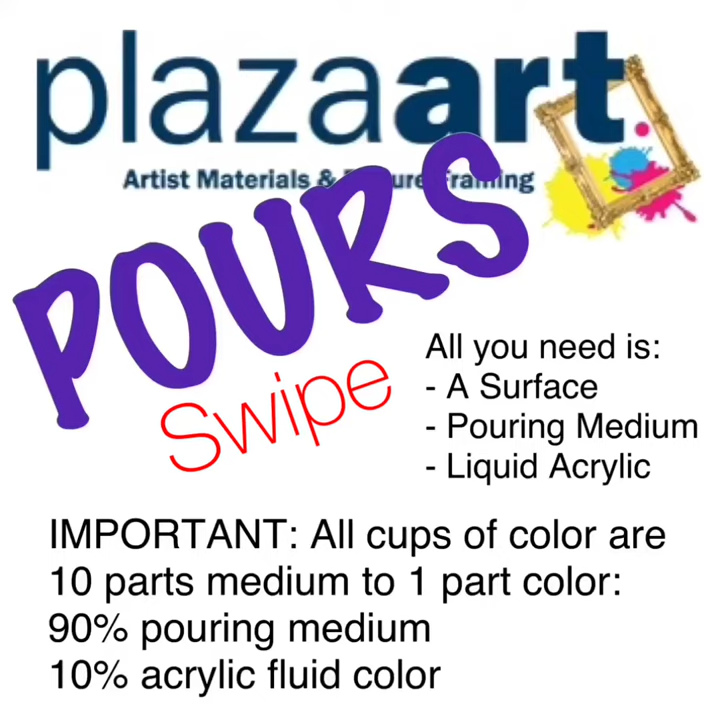 plazaart.
Artist Materials & Framing
POURS
Swipe
All you need is:
- A Surface
- Pouring Medium
- Liquid Acrylic
IMPORTANT: All cups of color are
10 parts medium to 1 part color:
90% pouring medium
10% acrylic fluid color